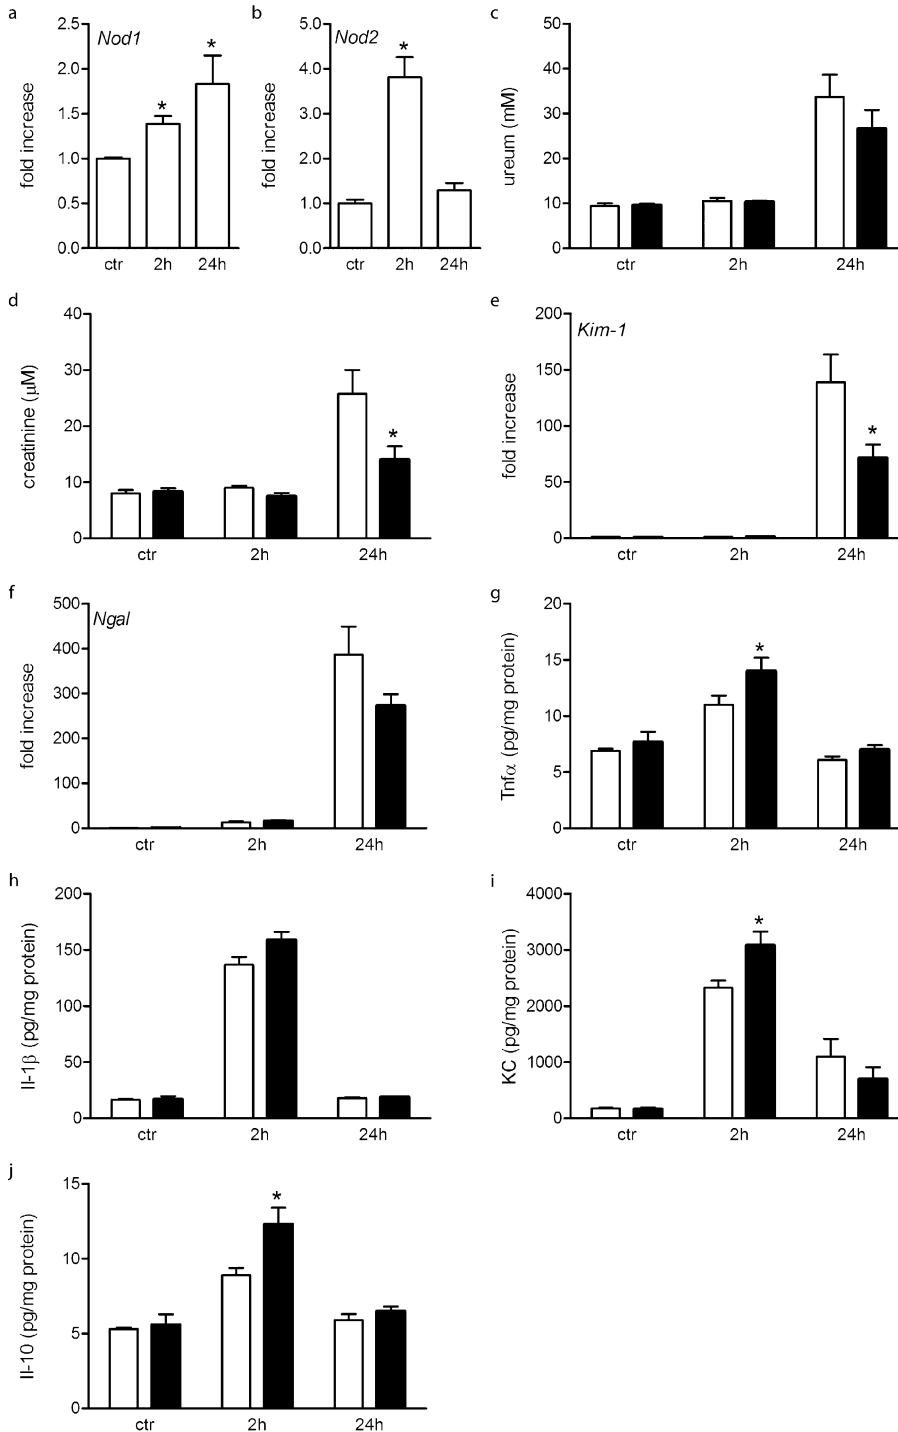 a
Nod1
fold increase
2.5
2.0
1.5
1.0
0.5
0.0
*
*
ctr 2h 24h
b
Nod2
fold increase
5.0
4.0
3.0
2.0
1.0
0.0
*
ctr 2h 24h
c
ureum (mM)
50
40
30
20
10
0
ctr 2h 24h
d
creatinine (µM)
40
30
20
10
0
*
ctr 2h 24h
e
Kim-1
fold increase
200
150
100
50
0
*
ctr 2h 24h
f
Ngal
fold increase
500
400
300
200
100
0
ctr 2h 24h
g
Tnfα (pg/mg protein)
20
15
10
5
0
*
ctr 2h 24h
h
Il-1β (pg/mg protein)
200
150
100
50
0
ctr 2h 24h
i
KC (pg/mg protein)
4000
3000
2000
1000
0
*
ctr 2h 24h
j
Il-10 (pg/mg protein)
15
10
5
0
*
ctr 2h 24h